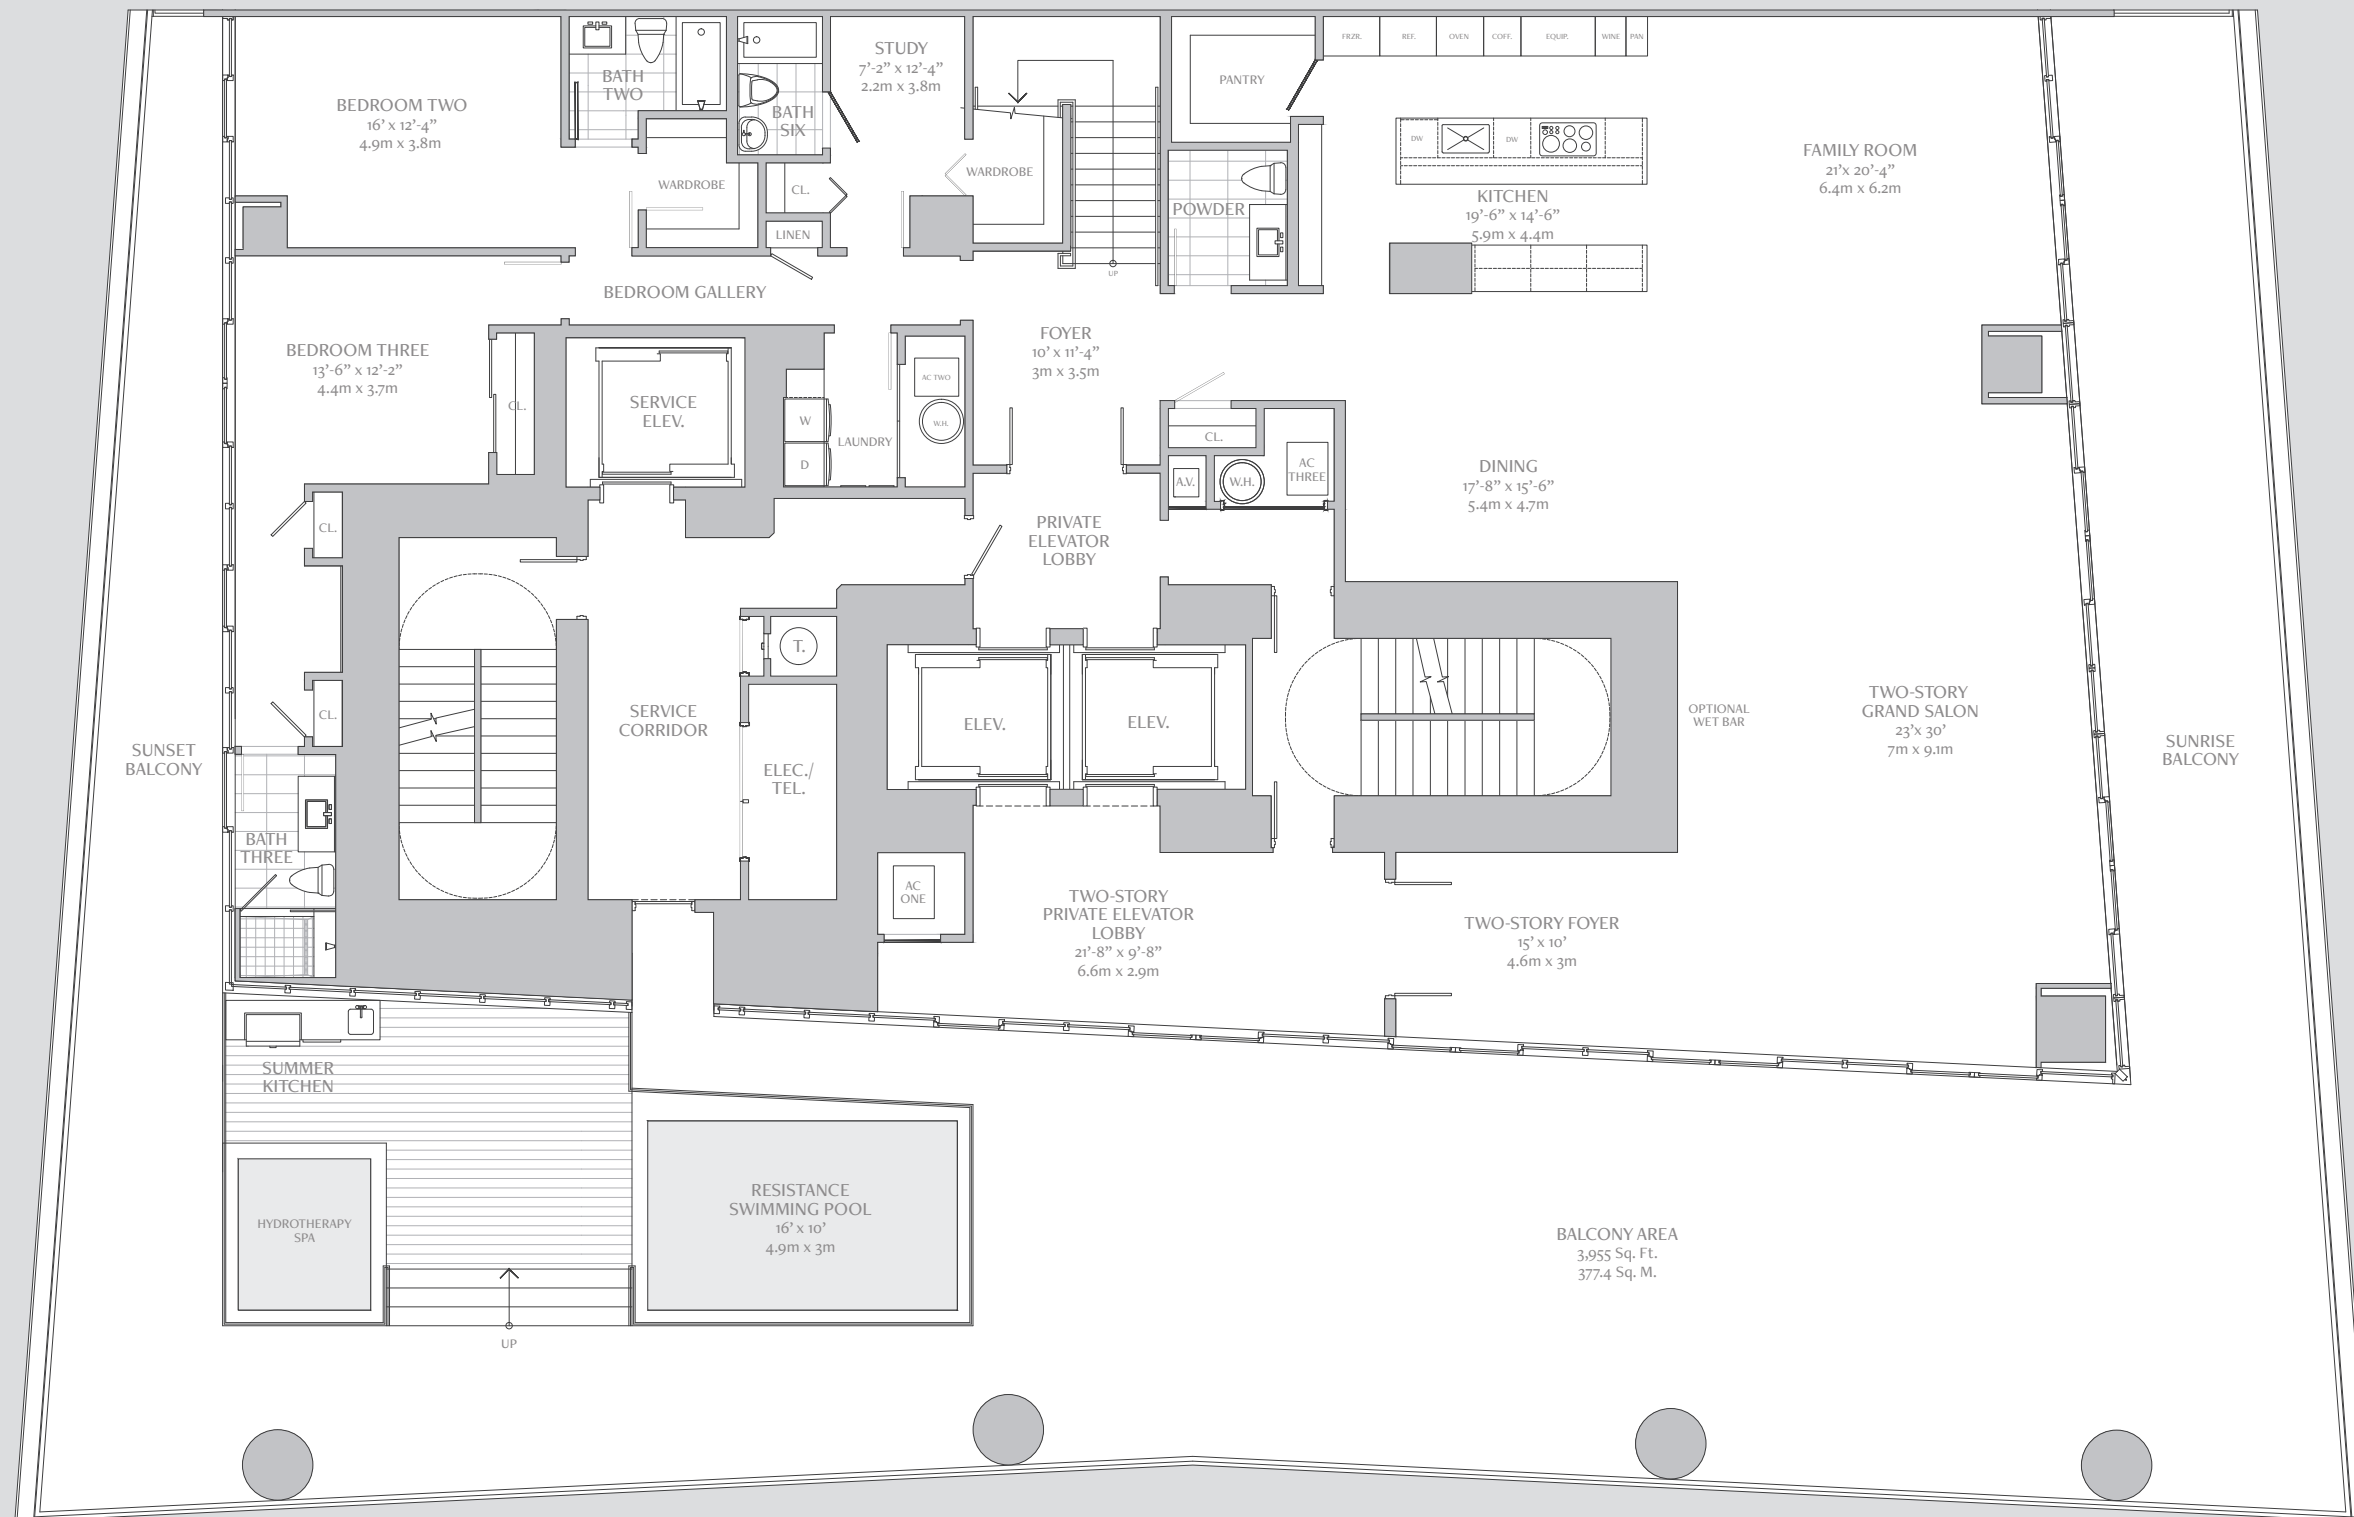 BEDROOM TWO
16’ x 12’-4”
4.9m x 3.8m
BATH
TWO
BATH
SIX
STUDY
7’-2” x 12’-4”
2.2m x 3.8m
WARDROBE
CL.
LINEN
WARDROBE
UP
PANTRY
FRZR.
REF.
OVEN
COFF.
EQUIP.
WINE
PAN
DW
DW
KITCHEN
19’-6” x 14’-6”
5.9m x 4.4m
POWDER
FAMILY ROOM
21’x 20’-4”
6.4m x 6.2m
BEDROOM GALLERY
BEDROOM THREE
13’-6” x 12’-2”
4.4m x 3.7m
CL.
SERVICE
ELEV.
W
D
LAUNDRY
AC TWO
W.H.
FOYER
10’ x 11’-4”
3m x 3.5m
CL.
A.V.
W.H.
AC
THREE
DINING
17’-8” x 15’-6”
5.4m x 4.7m
CL.
PRIVATE
ELEVATOR
LOBBY
T.
CL.
SERVICE
CORRIDOR
ELEC./
TEL.
ELEV.
ELEV.
OPTIONAL
WET BAR
TWO-STORY
GRAND SALON
23’x 30’
7m x 9.1m
SUNSET
BALCONY
SUNRISE
BALCONY
BATH
THREE
AC
ONE
TWO-STORY
PRIVATE ELEVATOR
LOBBY
21’-8” x 9’-8”
6.6m x 2.9m
TWO-STORY FOYER
15’ x 10’
4.6m x 3m
SUMMER
KITCHEN
HYDROTHERAPY
SPA
RESISTANCE
SWIMMING POOL
16’ x 10’
4.9m x 3m
BALCONY AREA
3,955 Sq. Ft.
377.4 Sq. M.
UP